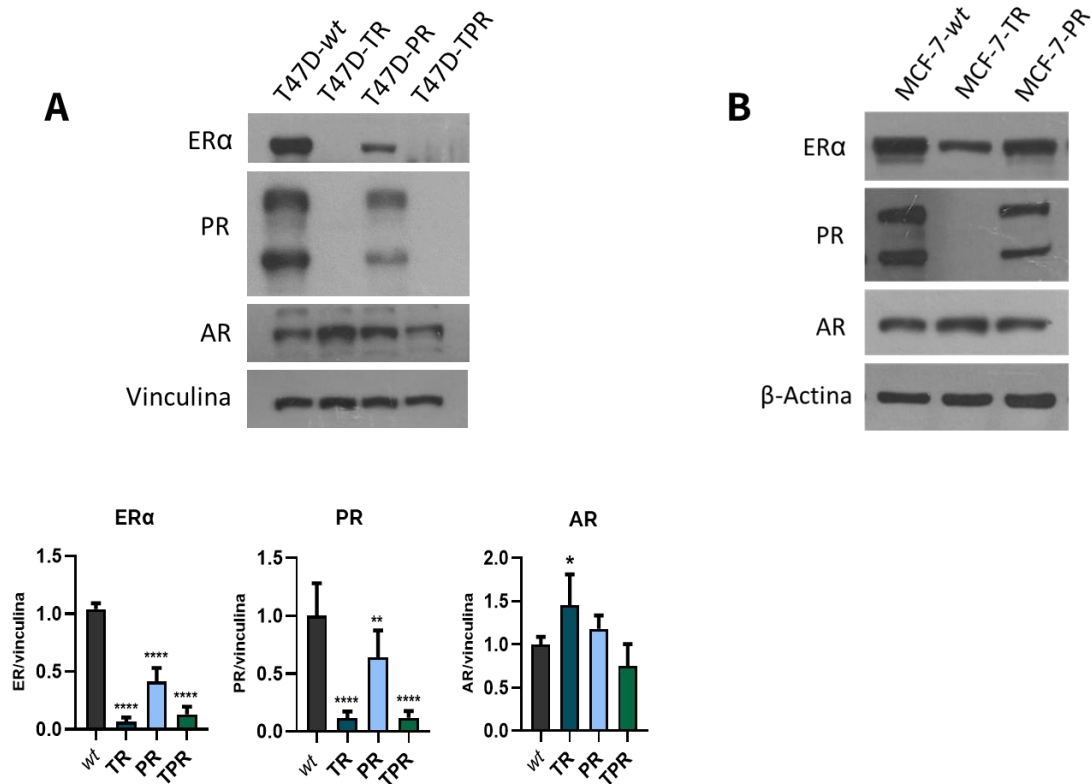 A
T47D-wt
T47D-TR
T47D-PR
T47D-TPR
ERα
PR
AR
Vinculina
B
MCF-7-wt
MCF-7-TR
MCF-7-PR
ERα
PR
AR
β-Actina
ERα
ER/vinculina
1.5
1.0
0.5
0.0
****
****
****
wt
TR
PR
TPR
PR
PR/vinculina
1.5
1.0
0.5
0.0
****
**
****
wt
TR
PR
TPR
AR
AR/vinculina
2.0
1.5
1.0
0.5
0.0
*
wt
TR
PR
TPR